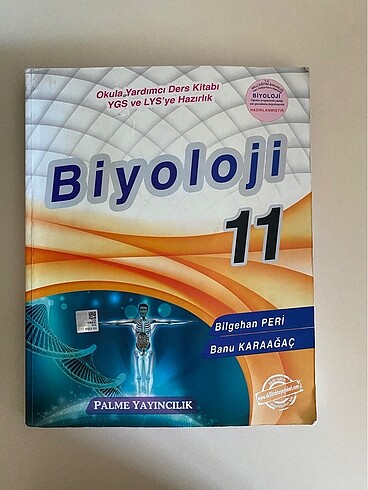 Okula Yardımcı Ders Kitabı
YGS ve LYS'ye Hazırlık
T.C.
BİYOLOJİ
HAZIRLANMIŞTIR
Biyoloji
11
Bilgehan PERİ
Banu KARAAĞAÇ
PALME YAYINCILIK